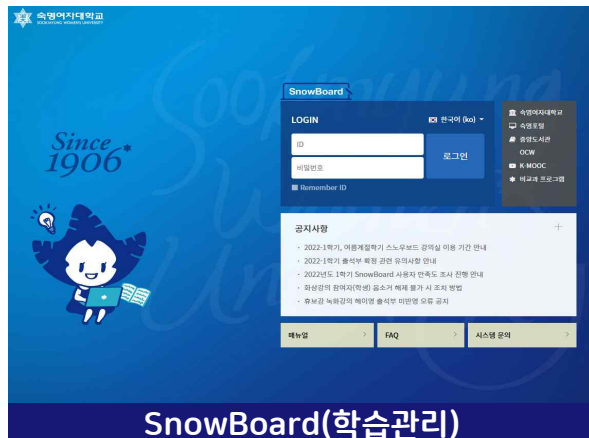 숙명여자대학교
SOOKMYUNG WOMEN'S UNIVERSITY
Sookmyung
Women's
University
Since
1906
SnowBoard
LOGIN
한국어 (ko)
ID
비밀번호
로그인
Remember ID
숙명여자대학교
숙명포털
중앙도서관
OCW
K-MOOC
비교과 프로그램
공지사항
2022-1학기, 여름계절학기 스노우보드 강의실 이용 기간 안내
2022-1학기 출석부 확정 관련 유의사항 안내
2022년도 1학기 SnowBoard 사용자 만족도 조사 진행 안내
화상강의 참여자(학생) 음소거 해제 불가 시 조치 방법
휴보강 녹화강의 헤이영 출석부 미반영 오류 공지
매뉴얼
FAQ
시스템 문의
SnowBoard(학습관리)